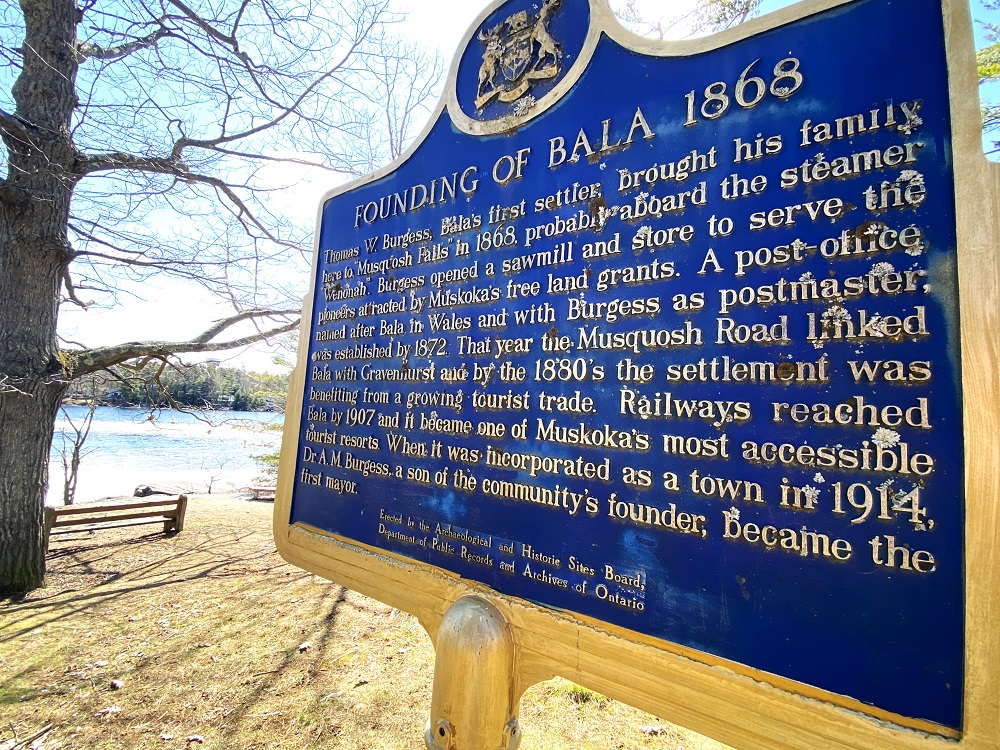 FOUNDING OF BALA 1868
Thomas W. Burgess, Bala's first settler, brought his family
here to "Musquosh Falls" in 1868, probably aboard the steamer
"Wenonah". Burgess opened a sawmill and store to serve the
pioneers attracted by Muskoka's free land grants. A post-office
named after Bala in Wales and with Burgess as postmaster,
was established by 1872. That year the Musquosh Road linked
Bala with Gravenhurst and by the 1880's the settlement was
benefiting from a growing tourist trade. Railways reached
Bala by 1907 and it became one of Muskoka's most accessible
tourist resorts. When it was incorporated as a town in 1914,
Dr. A. M. Burgess, a son of the community's founder, became the
first mayor.
Erected by the Archaeological and Historic Sites Board,
Department of Public Records and Archives of Ontario